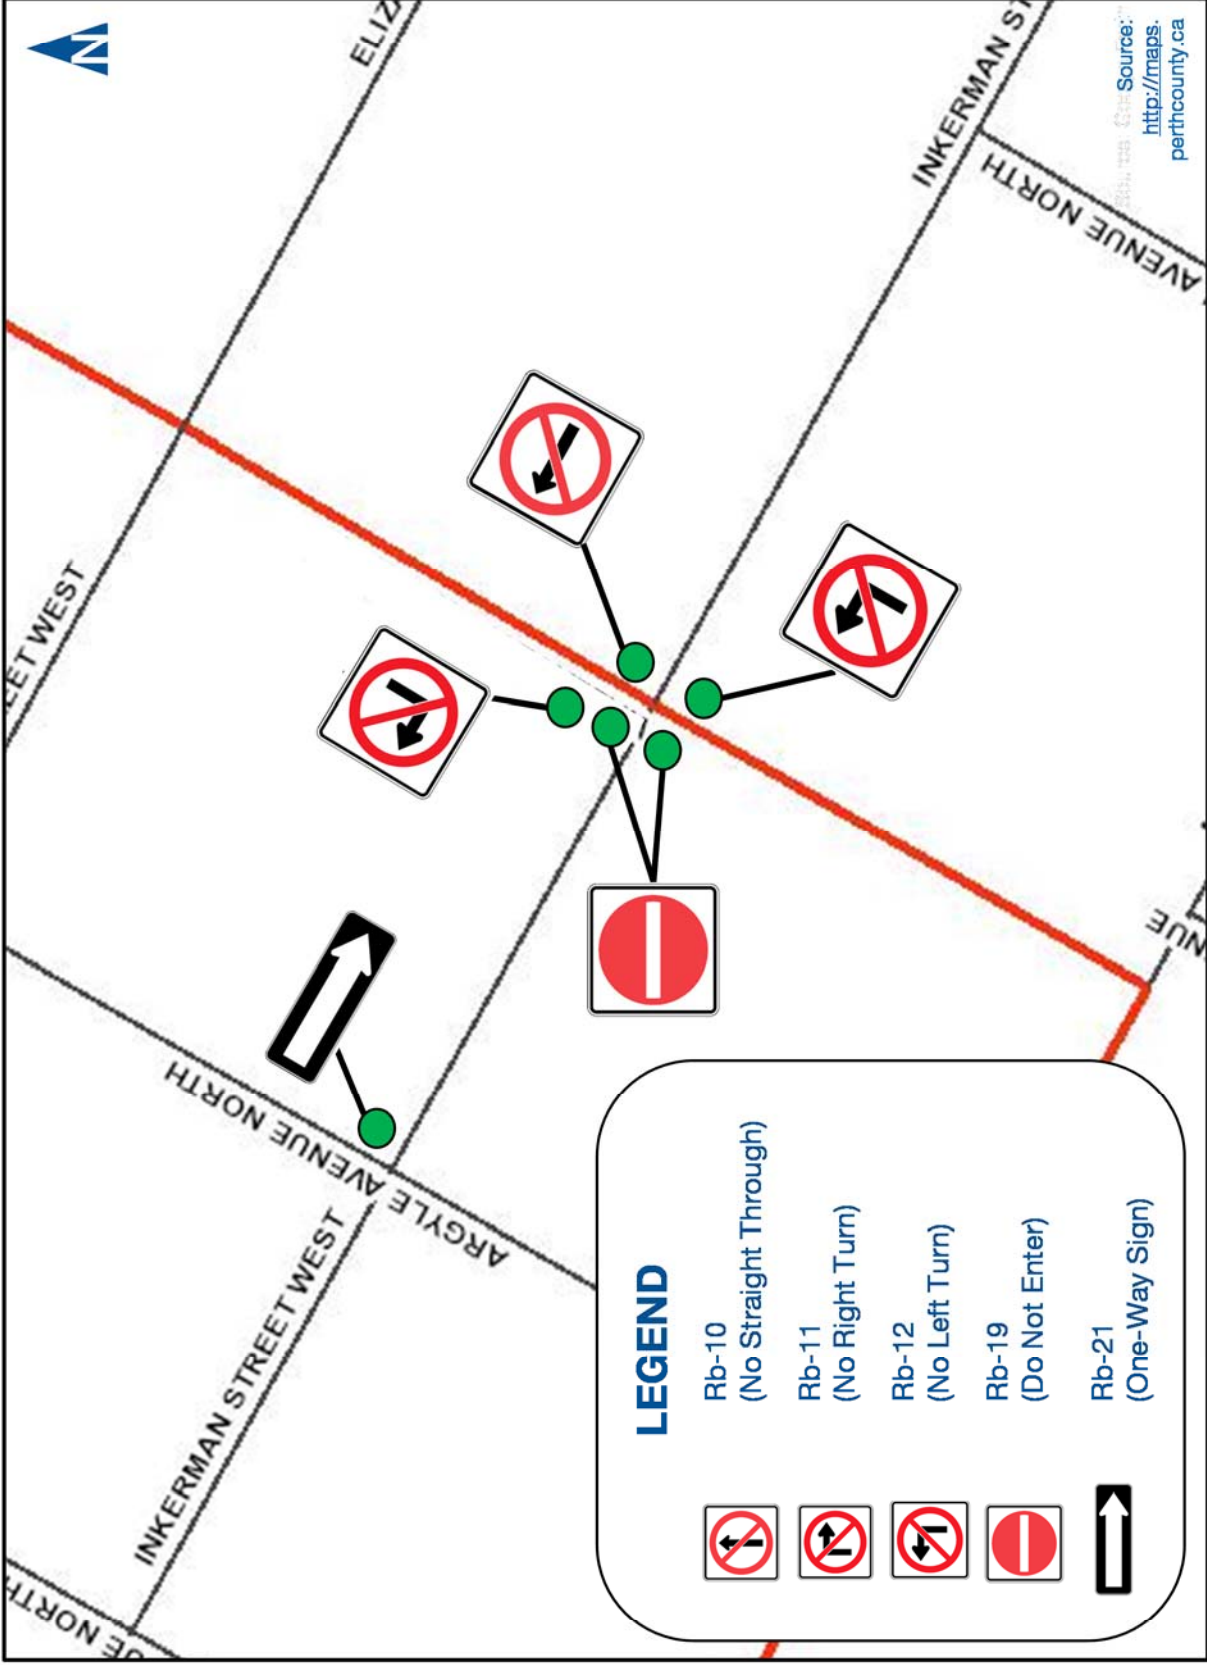 N
ELIZ
EET WEST
INKERMAN ST
AVENUE NORTH
ARGYLE AVENUE NORTH
INKERMAN STREET WEST
UE NORTH
NUE
LEGEND
Rb-10
(No Straight Through)
Rb-11
(No Right Turn)
Rb-12
(No Left Turn)
Rb-19
(Do Not Enter)
Rb-21
(One-Way Sign)
Source:
http://maps.
perthcounty.ca